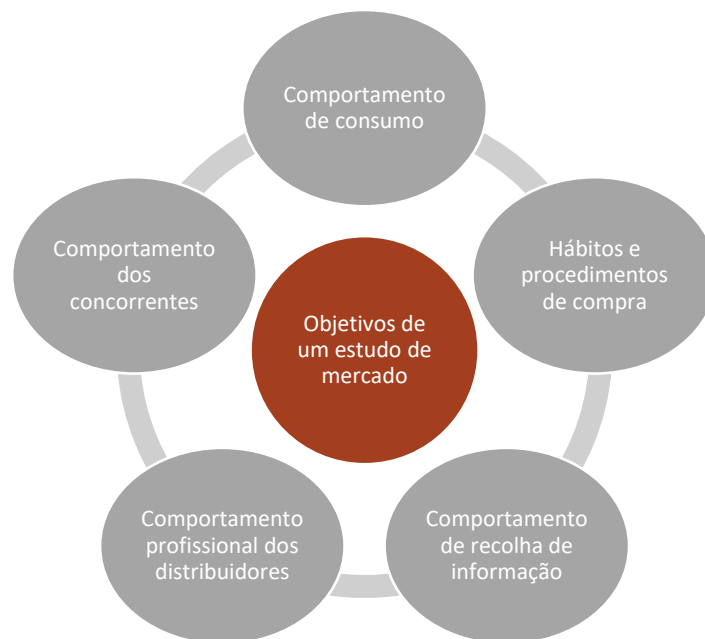 Comportamento
de consumo
Hábitos e
procedimentos
de compra
Comportamento
de recolha de
informação
Comportamento
profissional dos
distribuidores
Comportamento
dos
concorrentes
Objetivos de
um estudo de
mercado